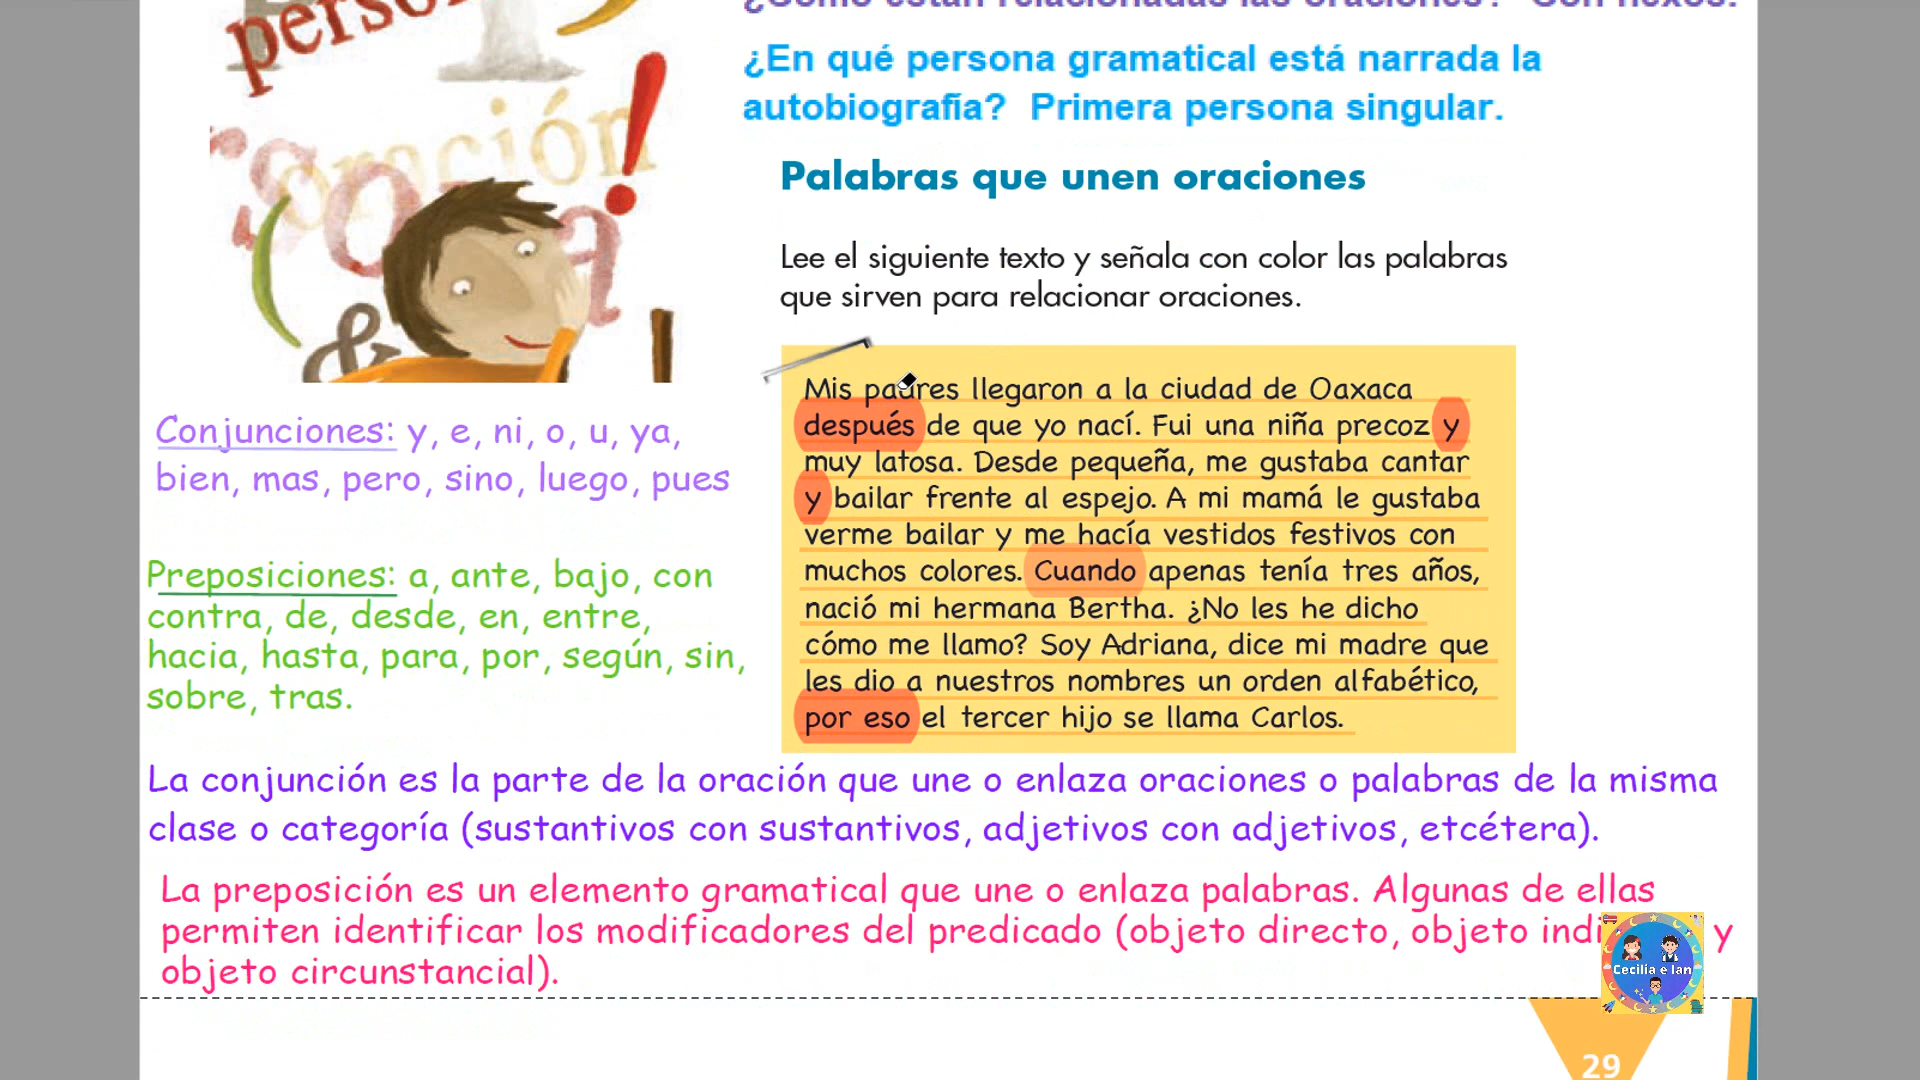 perso
oración
¿Cómo están relacionadas las oraciones? Con nexos.
¿En qué persona gramatical está narrada la
autobiografía? Primera persona singular.
Palabras que unen oraciones
Lee el siguiente texto y señala con color las palabras
que sirven para relacionar oraciones.
Mis padres llegaron a la ciudad de Oaxaca
después de que yo nací. Fui una niña precoz y
muy latosa. Desde pequeña, me gustaba cantar
y bailar frente al espejo. A mi mamá le gustaba
verme bailar y me hacía vestidos festivos con
muchos colores. Cuando apenas tenía tres años,
nació mi hermana Bertha. ¿No les he dicho
cómo me llamo? Soy Adriana, dice mi madre que
les dio a nuestros nombres un orden alfabético,
por eso el tercer hijo se llama Carlos.
Conjunciones: y, e, ni, o, u, ya,
bien, mas, pero, sino, luego, pues
Preposiciones: a, ante, bajo, con
contra, de, desde, en, entre,
hacia, hasta, para, por, según, sin,
sobre, tras.
La conjunción es la parte de la oración que une o enlaza oraciones o palabras de la misma
clase o categoría (sustantivos con sustantivos, adjetivos con adjetivos, etcétera).
La preposición es un elemento gramatical que une o enlaza palabras. Algunas de ellas
permiten identificar los modificadores del predicado (objeto directo, objeto indi y
objeto circunstancial).
Cecilia e Ian
29